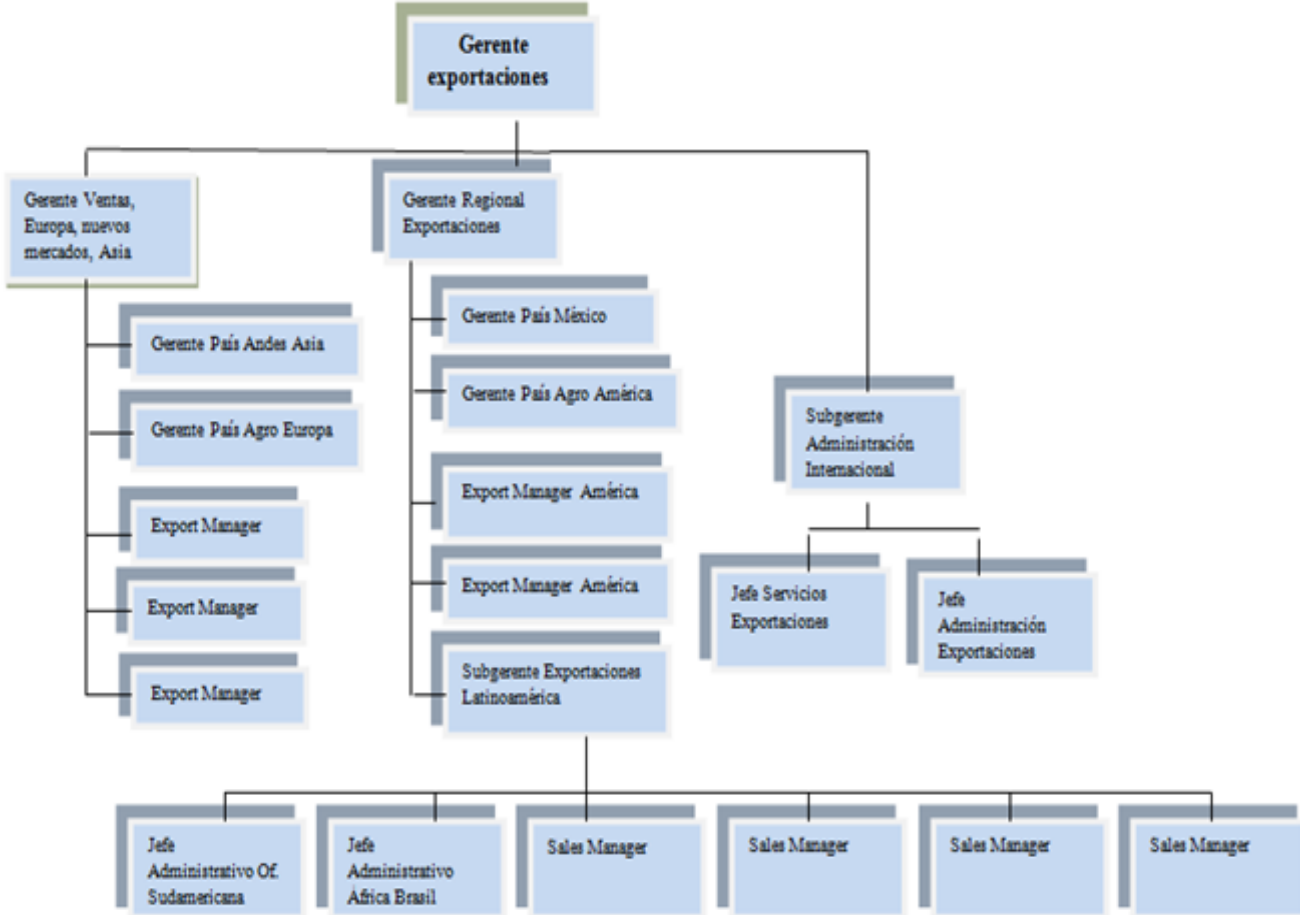 Gerente
exportaciones
Gerente Ventas,
Europa, nuevos
mercados, Asia
Gerente País Andes Asia
Gerente País Agro Europa
Export Manager
Export Manager
Export Manager
Gerente Regional
Exportaciones
Gerente País México
Gerente País Agro América
Export Manager América
Export Manager América
Subgerente Exportaciones
Latinoamérica
Subgerente
Administración
Internacional
Jefe Servicios
Exportaciones
Jefe
Administración
Exportaciones
Jefe
Administrativo Of.
Sudamericana
Jefe
Administrativo
África Brasil
Sales Manager
Sales Manager
Sales Manager
Sales Manager